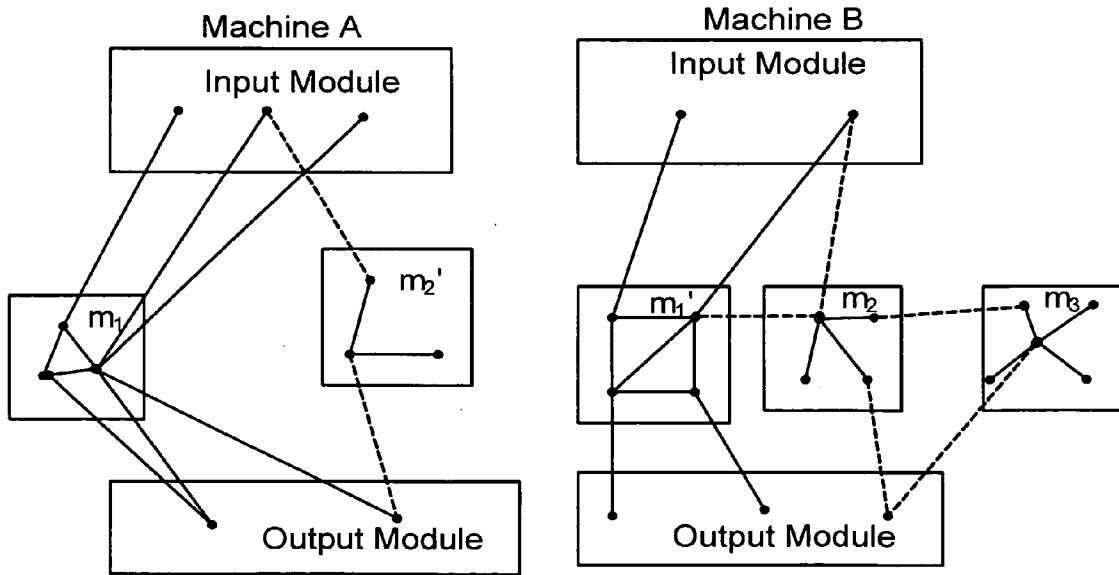 Machine A
Input Module
m₁
m₂'
Output Module
Machine B
Input Module
m₁'
m₂
m₃
Output Module